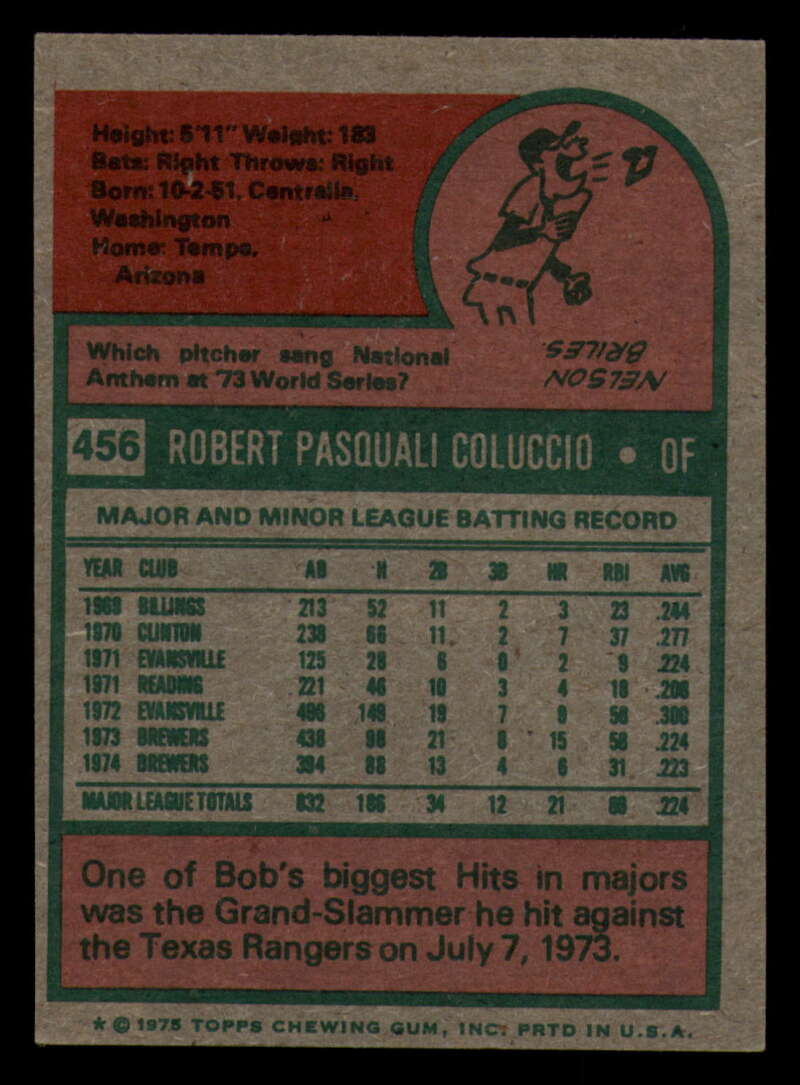 Height: 5'11" Weight: 183
Bats: Right Throws: Right
Born: 10-2-51, Centralia,
Washington
Home: Tempe,
Arizona
Which pitcher sang National
Anthem at '73 World Series?
NELSON
BRILES.
456 ROBERT PASQUALI COLUCCIO • OF
MAJOR AND MINOR LEAGUE BATTING RECORD
YEAR CLUB AB H 2B 3B HR RBI AVG
1969 BILLINGS 213 52 11 2 3 23 .244
1970 CLINTON 238 66 11 2 7 37 .277
1971 EVANSVILLE 125 28 6 0 2 9 .224
1971 READING 221 46 10 3 4 18 .208
1972 EVANSVILLE 496 149 19 7 9 58 .300
1973 BREWERS 438 98 21 8 15 58 .224
1974 BREWERS 394 88 13 4 6 31 .223
MAJOR LEAGUE TOTALS 832 186 34 12 21 89 .224
One of Bob's biggest Hits in majors
was the Grand-Slammer he hit against
the Texas Rangers on July 7, 1973.
* © 1975 TOPPS CHEWING GUM, INC. PRTD IN U.S.A.